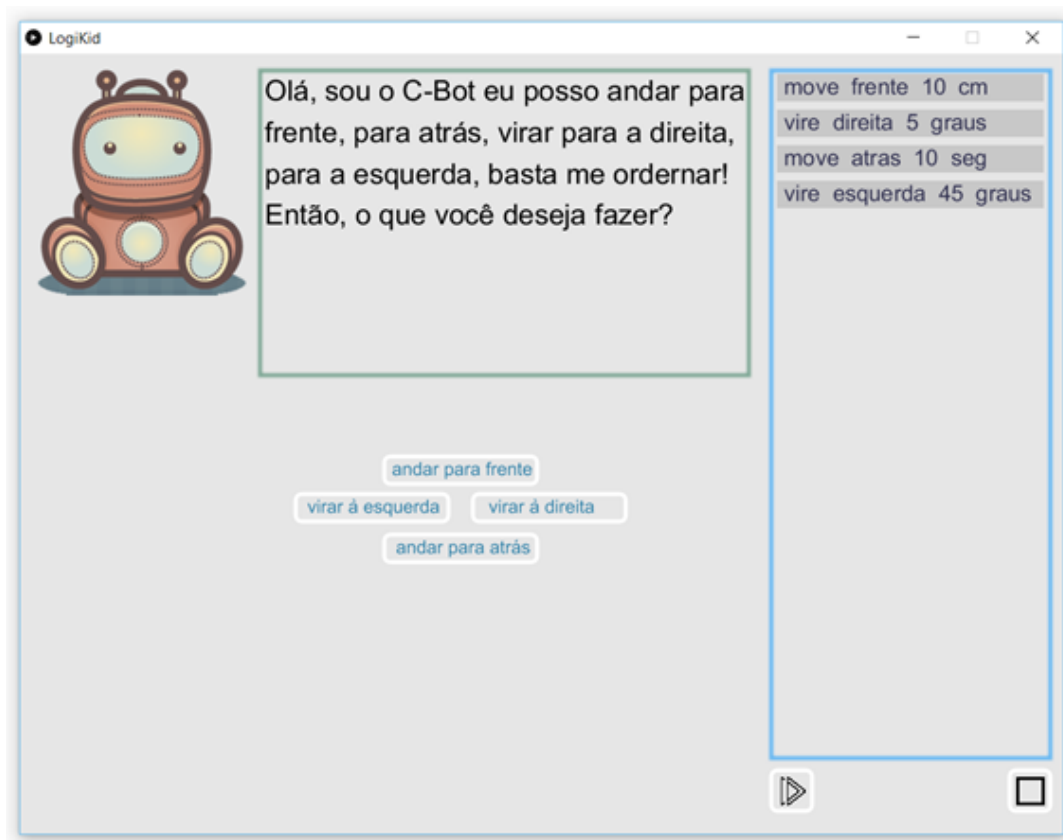 LogiKid
Olá, sou o C-Bot eu posso andar para
frente, para atrás, virar para a direita,
para a esquerda, basta me ordernar!
Então, o que você deseja fazer?
move frente 10 cm
vire direita 5 graus
move atras 10 seg
vire esquerda 45 graus
andar para frente
virar á esquerda
virar á direita
andar para atrás